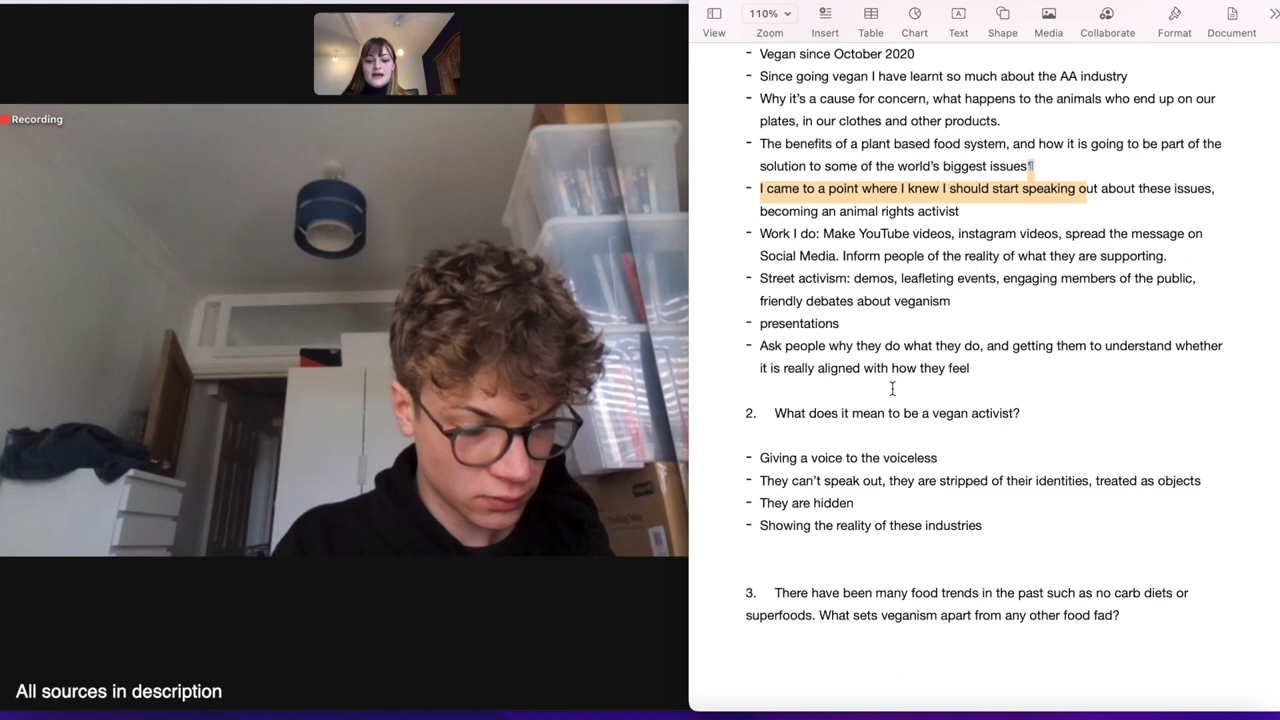 110%
View
Zoom
Insert
Table
Chart
Text
Shape
Media
Collaborate
Format
Document
Recording
- Vegan since October 2020
- Since going vegan I have learnt so much about the AA industry
- Why it's a cause for concern, what happens to the animals who end up on our
plates, in our clothes and other products.
- The benefits of a plant based food system, and how it is going to be part of the
solution to some of the world's biggest issues¶
- I came to a point where I knew I should start speaking out about these issues,
becoming an animal rights activist
- Work I do: Make YouTube videos, instagram videos, spread the message on
Social Media. Inform people of the reality of what they are supporting.
- Street activism: demos, leafleting events, engaging members of the public,
friendly debates about veganism
- presentations
- Ask people why they do what they do, and getting them to understand whether
it is really aligned with how they feel
2. What does it mean to be a vegan activist?
- Giving a voice to the voiceless
- They can't speak out, they are stripped of their identities, treated as objects
- They are hidden
- Showing the reality of these industries
3. There have been many food trends in the past such as no carb diets or
superfoods. What sets veganism apart from any other food fad?
All sources in description